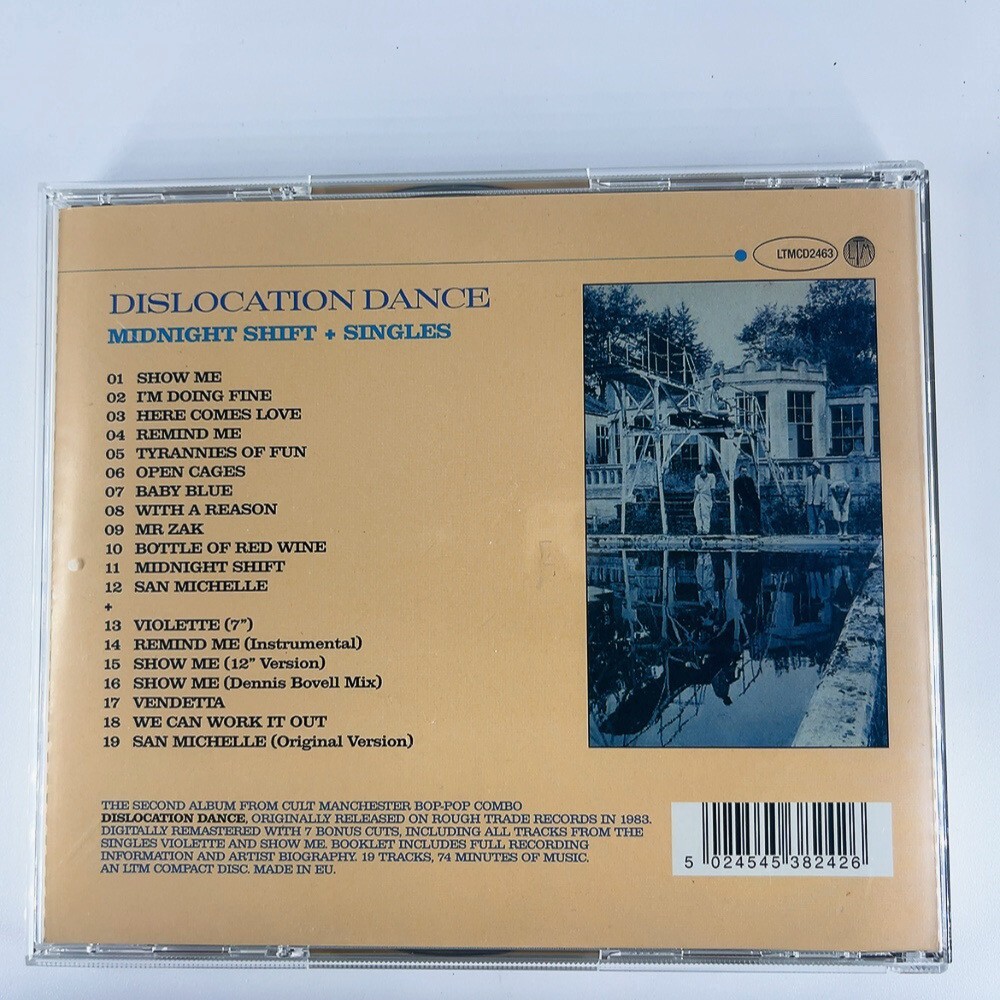 LTMCD2463
LTM
DISLOCATION DANCE
MIDNIGHT SHIFT + SINGLES
01 SHOW ME
02 I'M DOING FINE
03 HERE COMES LOVE
04 REMIND ME
05 TYRANNIES OF FUN
06 OPEN CAGES
07 BABY BLUE
08 WITH A REASON
09 MR ZAK
10 BOTTLE OF RED WINE
11 MIDNIGHT SHIFT
12 SAN MICHELLE
+
13 VIOLETTE (7")
14 REMIND ME (Instrumental)
15 SHOW ME (12" Version)
16 SHOW ME (Dennis Bovell Mix)
17 VENDETTA
18 WE CAN WORK IT OUT
19 SAN MICHELLE (Original Version)
THE SECOND ALBUM FROM CULT MANCHESTER BOP-POP COMBO
DISLOCATION DANCE, ORIGINALLY RELEASED ON ROUGH TRADE RECORDS IN 1983.
DIGITALLY REMASTERED WITH 7 BONUS CUTS, INCLUDING ALL TRACKS FROM THE
SINGLES VIOLETTE AND SHOW ME. BOOKLET INCLUDES FULL RECORDING
INFORMATION AND ARTIST BIOGRAPHY. 19 TRACKS, 74 MINUTES OF MUSIC.
AN LTM COMPACT DISC. MADE IN EU.
5 024545 382426